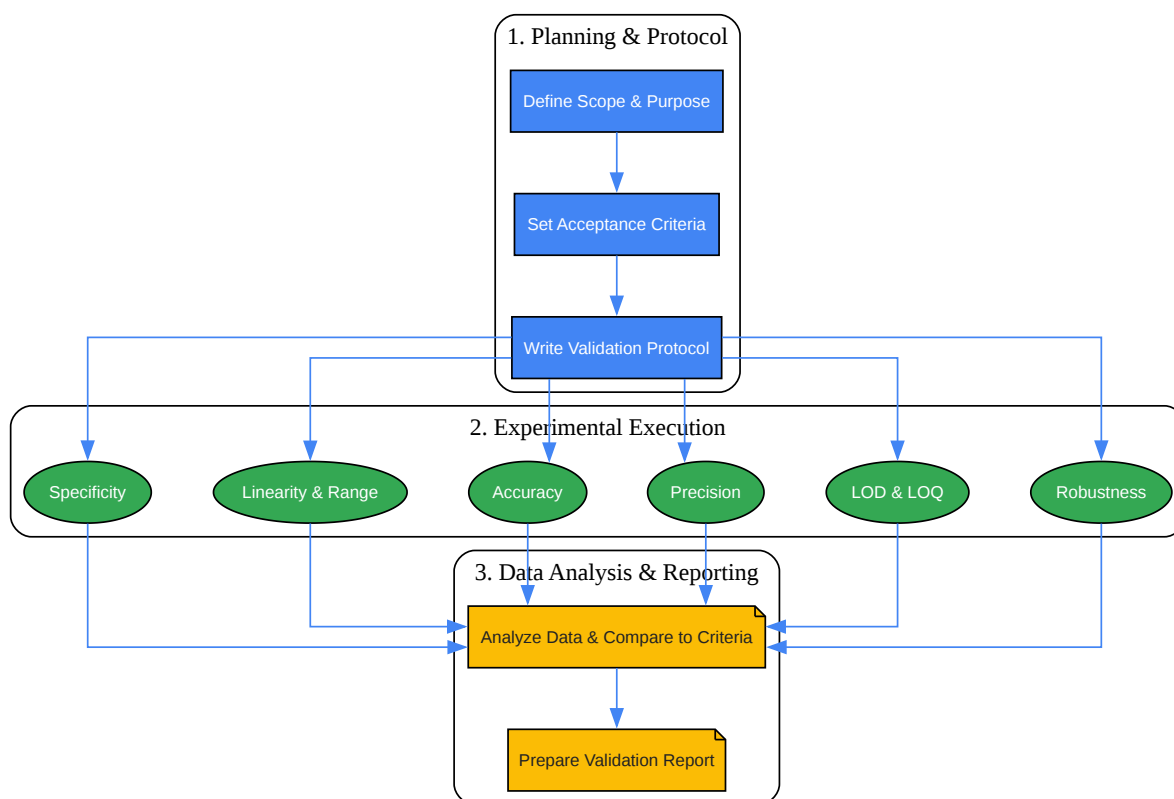 1. Planning & Protocol
Define Scope & Purpose
Set Acceptance Criteria
Write Validation Protocol
2. Experimental Execution
Specificity
Linearity & Range
Accuracy
Precision
LOD & LOQ
Robustness
3. Data Analysis & Reporting
Analyze Data & Compare to Criteria
Prepare Validation Report